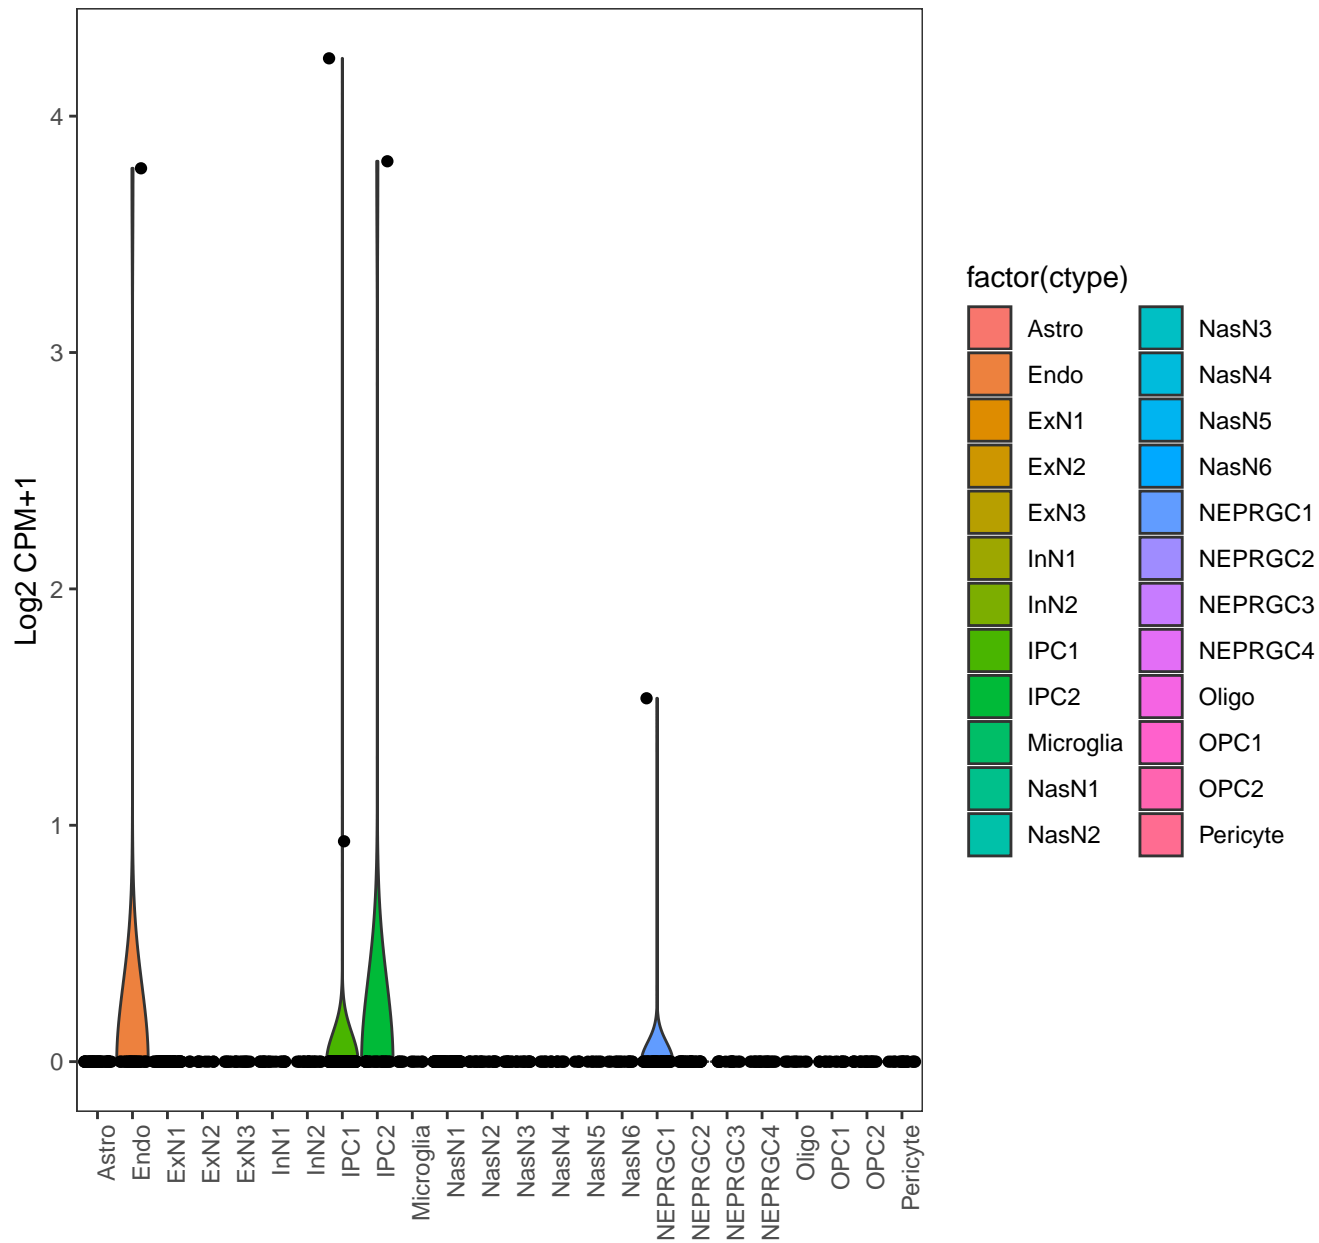 Log2 CPM+1
4
3
2
1
0
Astro
Endo
ExN1
ExN2
ExN3
InN1
InN2
IPC1
IPC2
Microglia
NasN1
NasN2
NasN3
NasN4
NasN5
NasN6
NEPRGC1
NEPRGC2
NEPRGC3
NEPRGC4
Oligo
OPC1
OPC2
Pericyte
factor(ctype)
Astro
Endo
ExN1
ExN2
ExN3
InN1
InN2
IPC1
IPC2
Microglia
NasN1
NasN2
NasN3
NasN4
NasN5
NasN6
NEPRGC1
NEPRGC2
NEPRGC3
NEPRGC4
Oligo
OPC1
OPC2
Pericyte